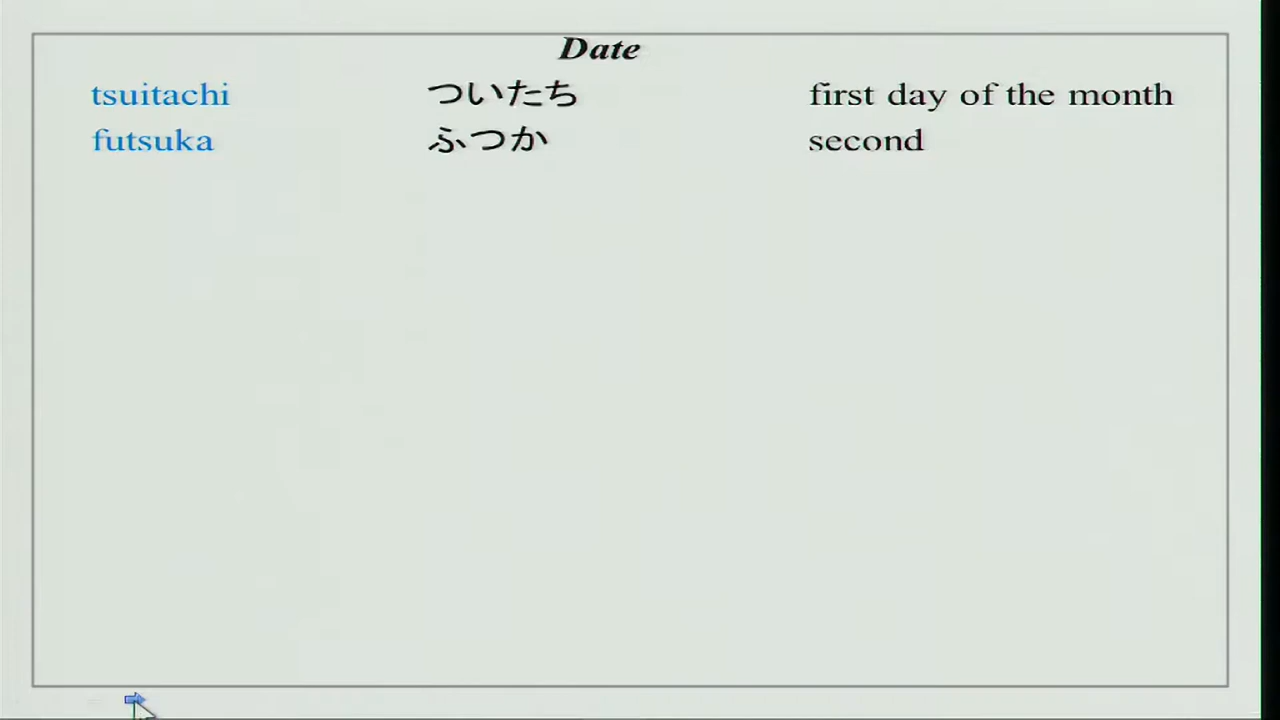 Date
tsuitachi ついたち first day of the month
futsuka ふつか second